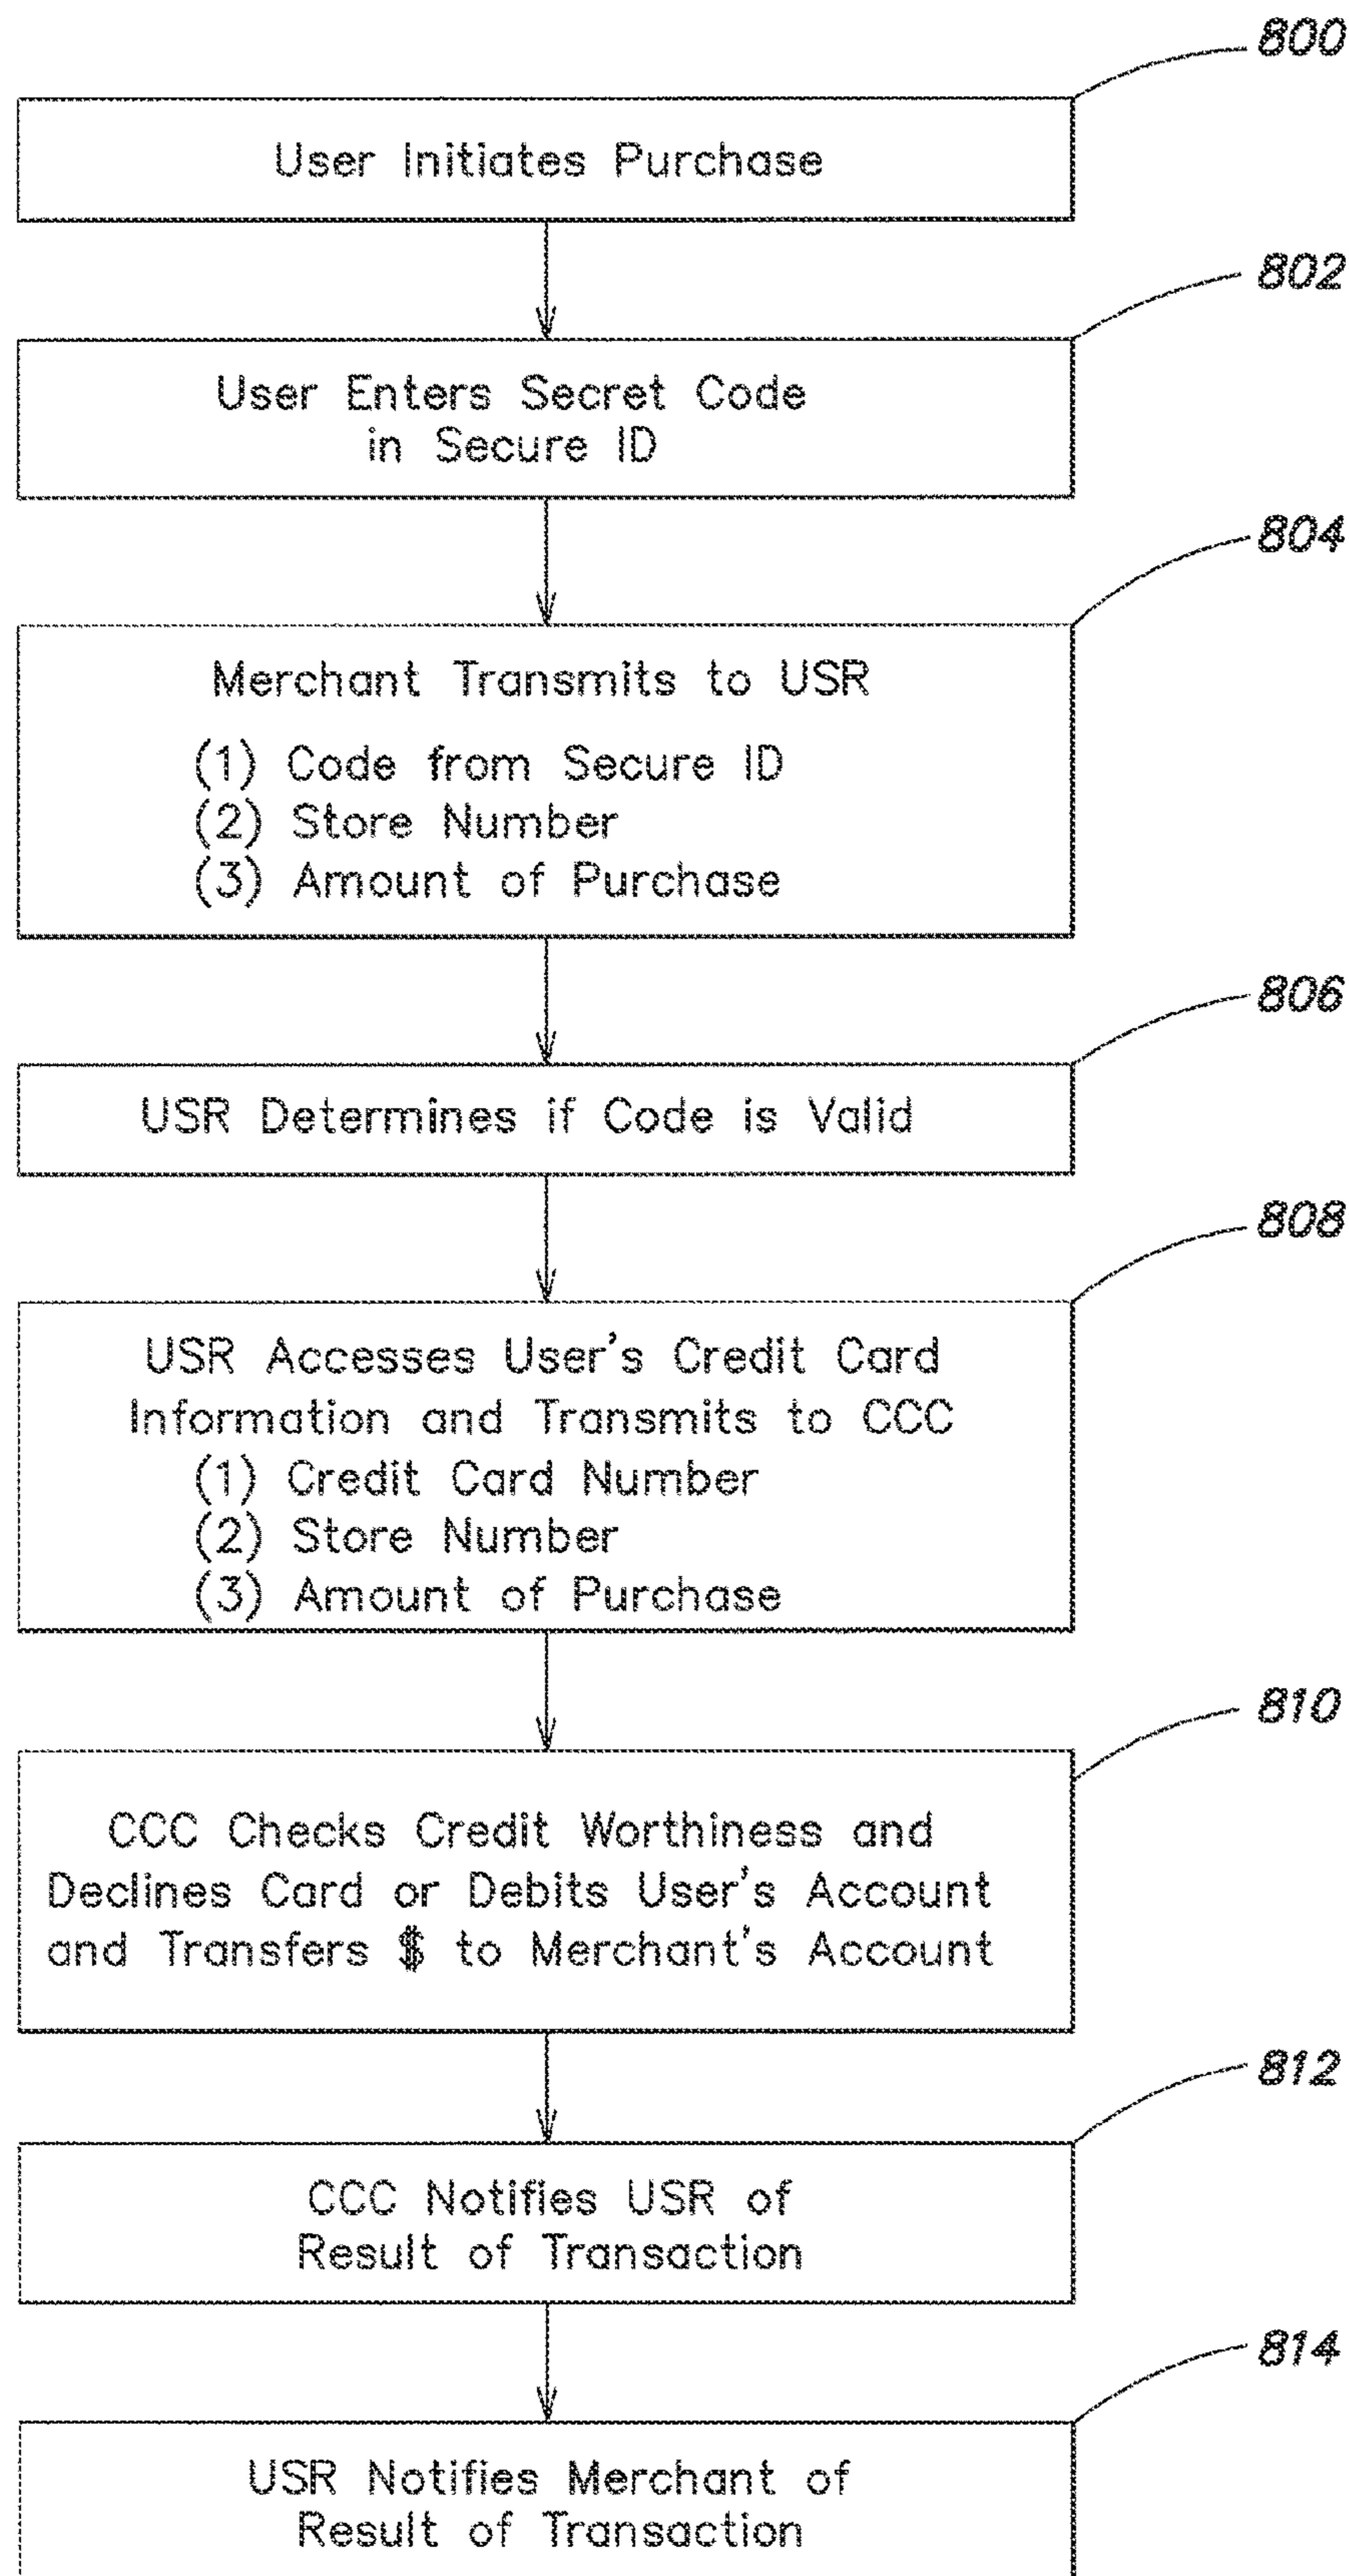 800
User Initiates Purchase
802
User Enters Secret Code
in Secure ID
804
Merchant Transmits to USR
(1) Code from Secure ID
(2) Store Number
(3) Amount of Purchase
806
USR Determines if Code is Valid
808
USR Accesses User's Credit Card
Information and Transmits to CCC
(1) Credit Card Number
(2) Store Number
(3) Amount of Purchase
810
CCC Checks Credit Worthiness and
Declines Card or Debits User's Account
and Transfers $ to Merchant's Account
812
CCC Notifies USR of
Result of Transaction
814
USR Notifies Merchant of
Result of Transaction